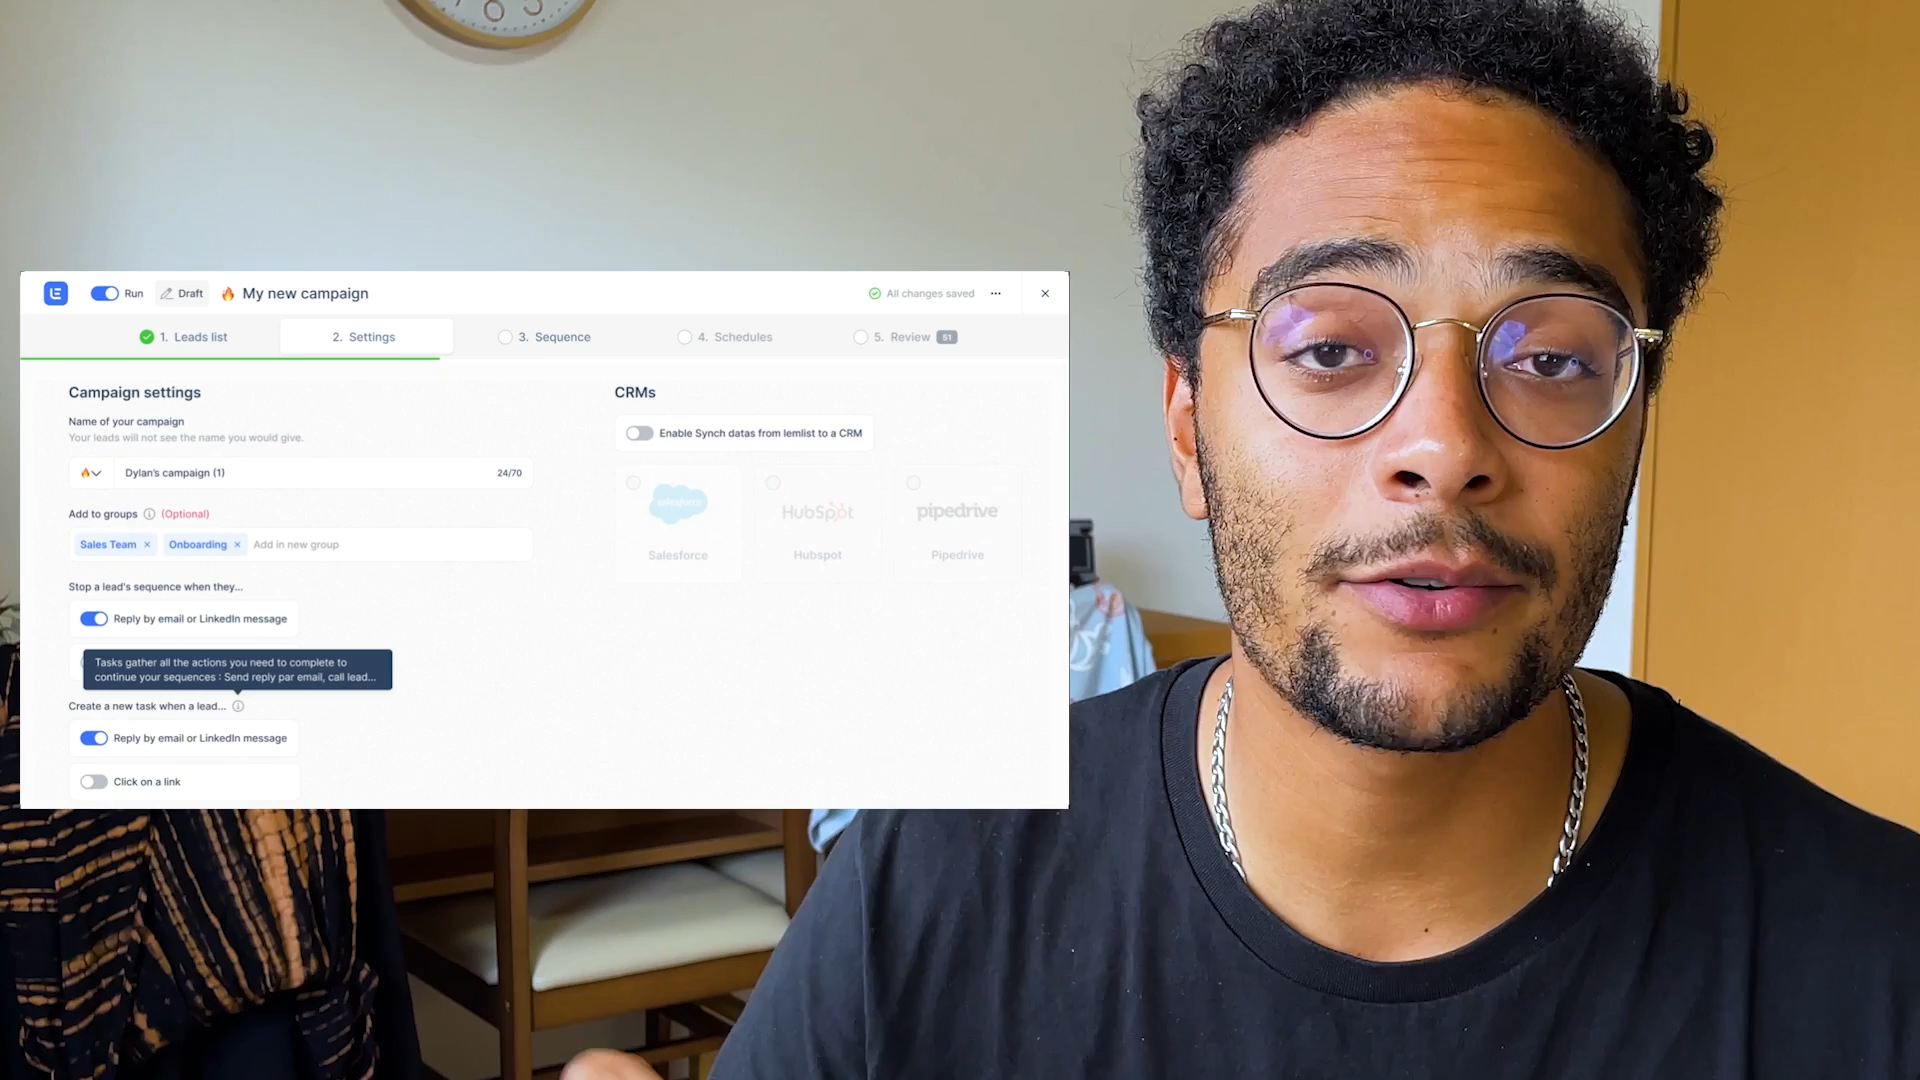 6 5
Run
Draft
My new campaign
All changes saved
1. Leads list
2. Settings
3. Sequence
4. Schedules
5. Review 51
Campaign settings
Name of your campaign
Your leads will not see the name you would give.
Dylan's campaign (1)
24/70
Add to groups (Optional)
Sales Team × Onboarding × Add in new group
Stop a lead's sequence when they...
Reply by email or LinkedIn message
Tasks gather all the actions you need to complete to
continue your sequences : Send reply par email, call lead...
Create a new task when a lead...
Reply by email or LinkedIn message
Click on a link
CRMs
Enable Synch datas from lemlist to a CRM
salesforce
HubSpot
pipedrive
Salesforce
Hubspot
Pipedrive